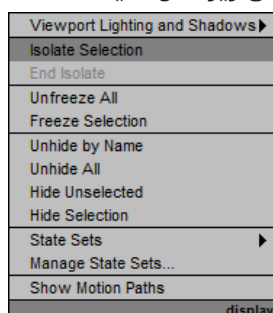 Viewport Lighting and Shadows
Isolate Selection
End Isolate
Unfreeze All
Freeze Selection
Unhide by Name
Unhide All
Hide Unselected
Hide Selection
State Sets
Manage State Sets...
Show Motion Paths
display